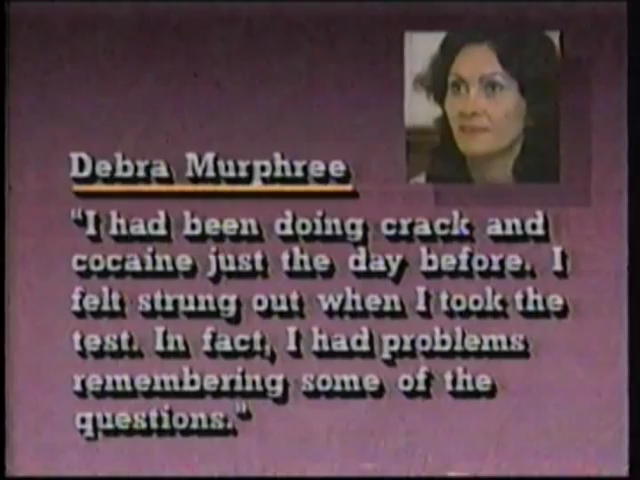 Debra Murphree
"I had been doing crack and
cocaine just the day before. I
felt strung out when I took the
test. In fact, I had problems
remembering some of the
questions."